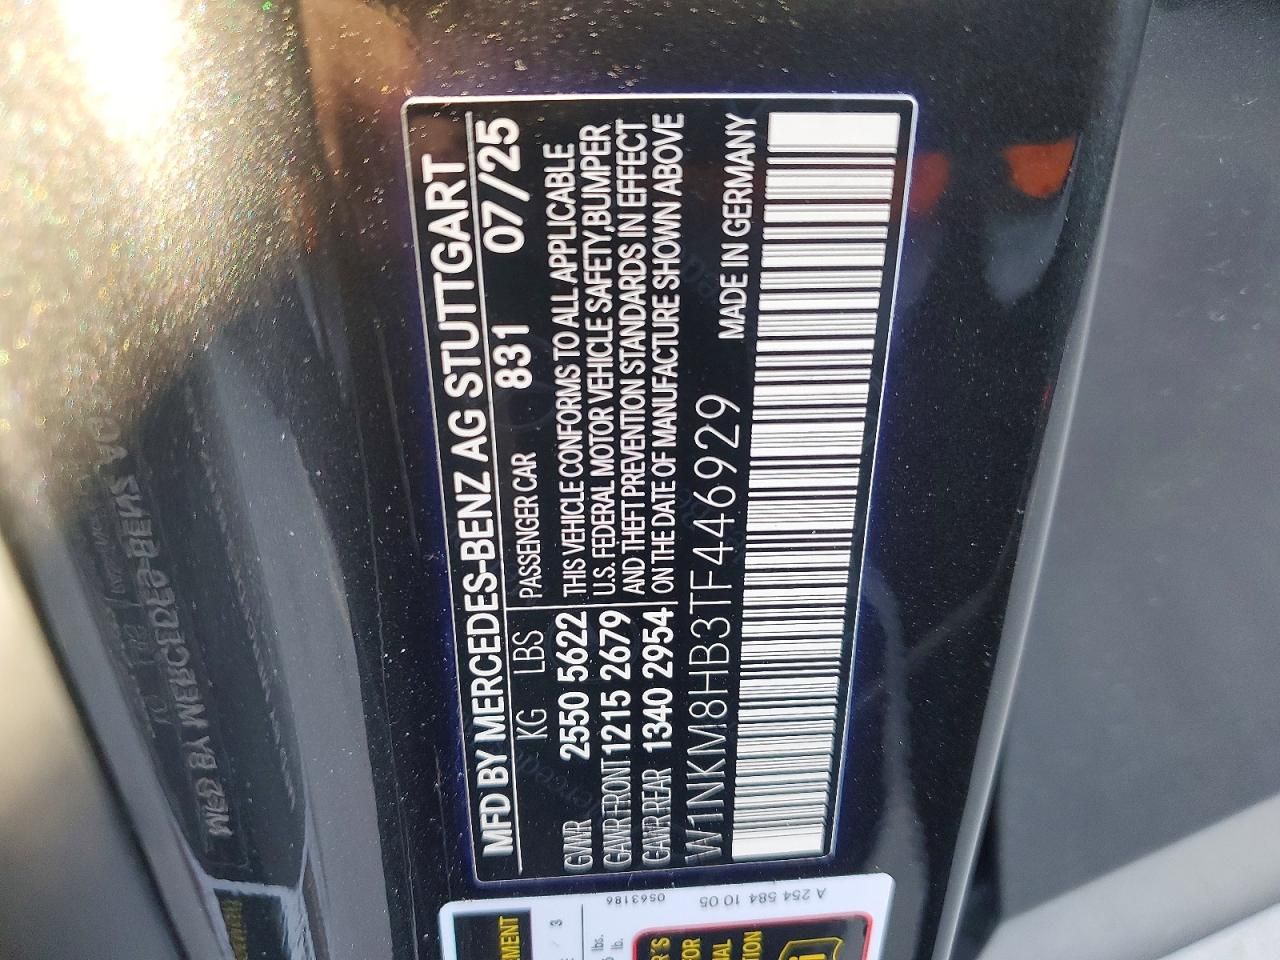 MFD BY MERCEDES-BENZ AG STUTTGART
KG LBS PASSENGER CAR 831 07/25
GVWR 2550 5622
GAWR FRONT 1215 2679
GAWR REAR 1340 2954
THIS VEHICLE CONFORMS TO ALL APPLICABLE
U.S. FEDERAL MOTOR VEHICLE SAFETY, BUMPER
AND THEFT PREVENTION STANDARDS IN EFFECT
ON THE DATE OF MANUFACTURE SHOWN ABOVE
W1NKM8HB3TF446929 MADE IN GERMANY
A 254 584 10 05
0563186
/ 3
lbs.
lb.